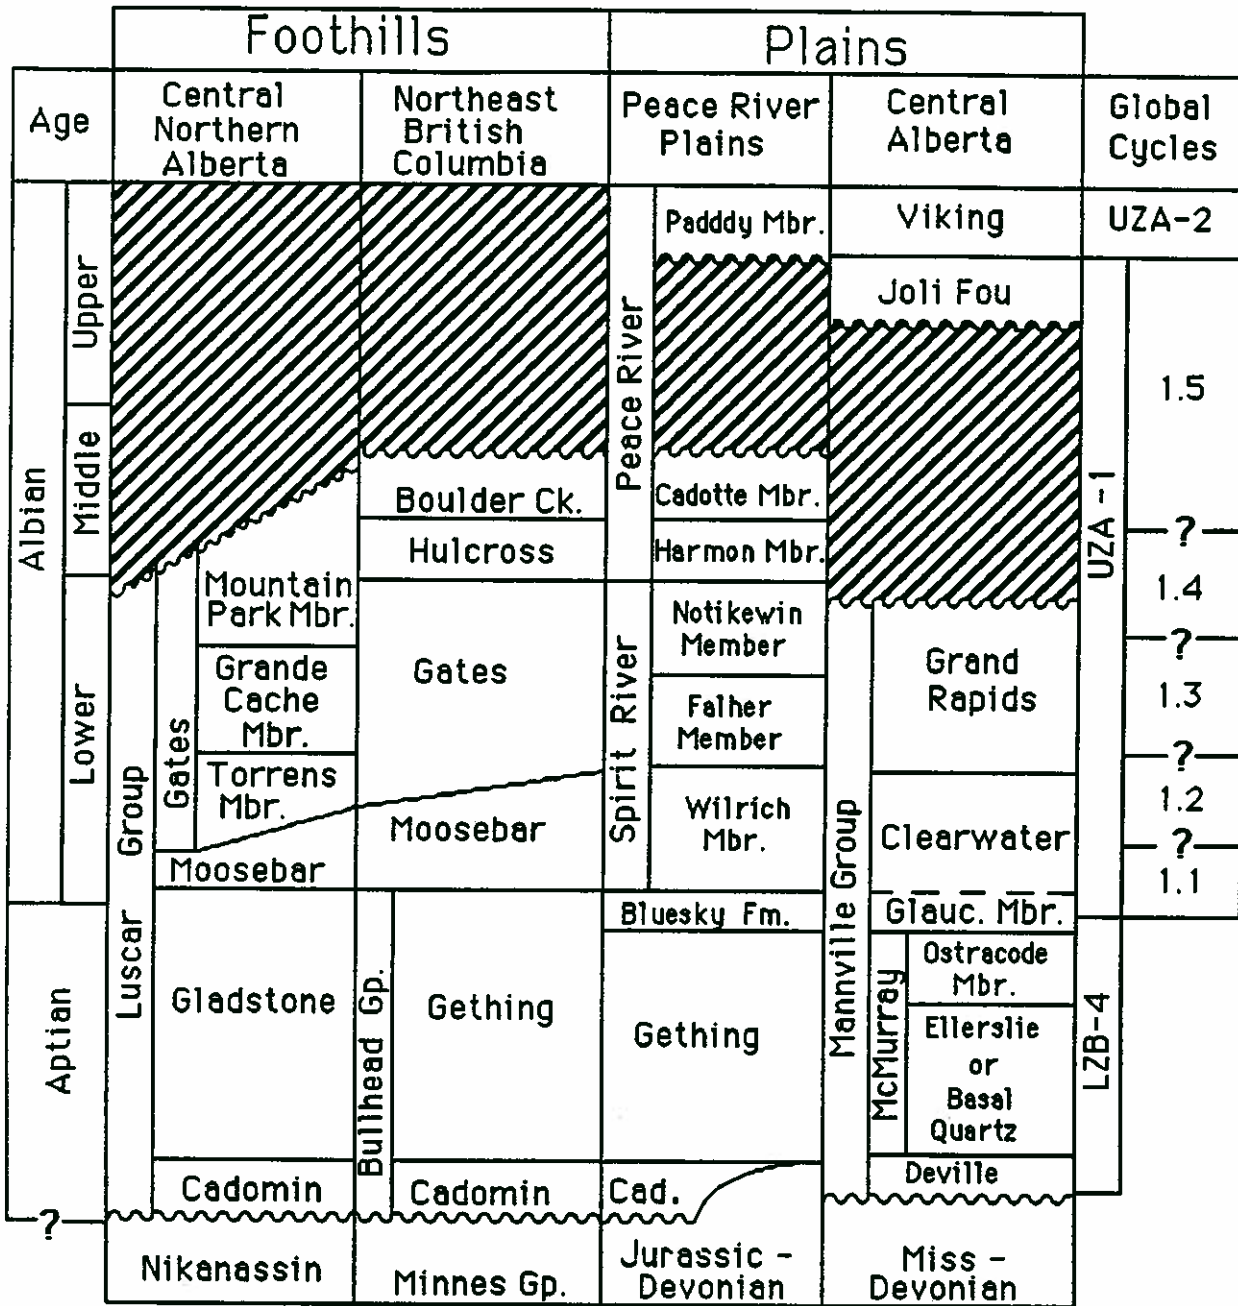 Foothills
Plains
Age
Central
Northern
Alberta
Northeast
British
Columbia
Peace River
Plains
Central
Alberta
Global
Cycles
Albian
Upper
Middle
Lower
Aptian
?
Luscar Group
Gates
Mountain
Park Mbr.
Grande
Cache
Mbr.
Torrens
Mbr.
Moosebar
Gladstone
Cadomin
Nikanassin
Boulder Ck.
Hulcross
Gates
Moosebar
Bullhead Gp.
Gething
Cadomin
Minnes Gp.
Peace River
Padddy Mbr.
Cadotte Mbr.
Harmon Mbr.
Spirit River
Notikewin
Member
Falher
Member
Wilrich
Mbr.
Bluesky Fm.
Gething
Cad.
Jurassic -
Devonian
Viking
Joli Fou
Mannville Group
Grand
Rapids
Clearwater
Glauc. Mbr.
McMurray
Ostracode
Mbr.
Ellerslie
or
Basal
Quartz
Deville
Miss -
Devonian
UZA-2
UZA-1
1.5
?
1.4
?
1.3
?
1.2
?
1.1
LZB-4